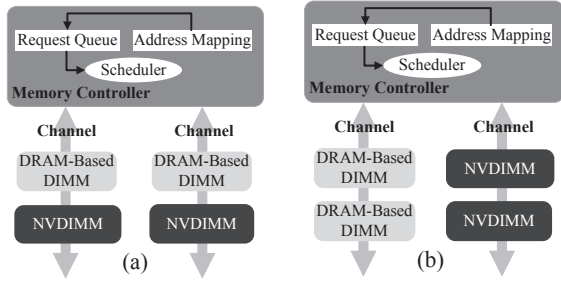 Request Queue
Address Mapping
Scheduler
Memory Controller
Channel
Channel
DRAM-Based
DIMM
DRAM-Based
DIMM
NVDIMM
NVDIMM
(a)
Request Queue
Address Mapping
Scheduler
Memory Controller
Channel
Channel
DRAM-Based
DIMM
NVDIMM
DRAM-Based
DIMM
NVDIMM
(b)